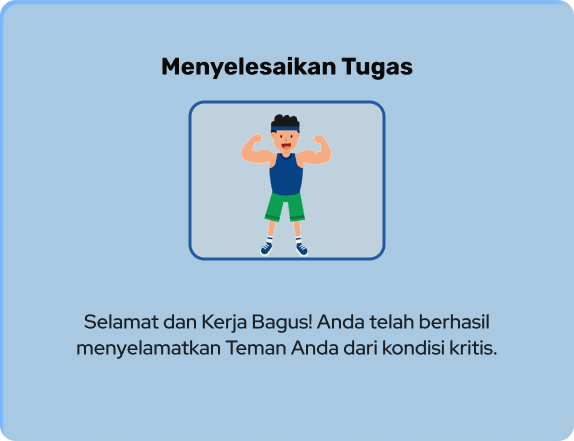 Menyelesaikan Tugas
Selamat dan Kerja Bagus! Anda telah berhasil
menyelamatkan Teman Anda dari kondisi kritis.